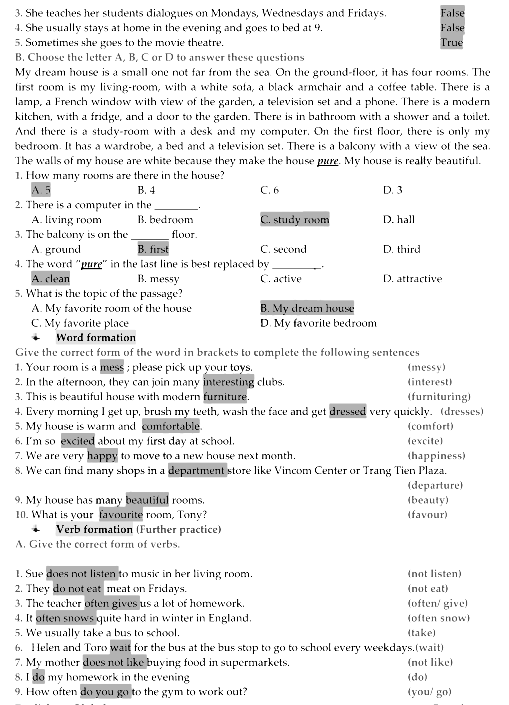 3. She teaches her students dialogues on Mondays, Wednesdays and Fridays. False
4. She usually stays at home in the evening and goes to bed at 9. False
5. Sometimes she goes to the movie theatre. True
B. Choose the letter A, B, C or D to answer these questions
My dream house is a small one not far from the sea. On the ground-floor, it has four rooms. The
first room is my living-room, with a white sofa, a black armchair and a coffee table. There is a
lamp, a French window with view of the garden, a television set and a phone. There is a modern
kitchen, with a fridge, and a door to the garden. There is in bathroom with a shower and a toilet.
And there is a study-room with a desk and my computer. On the first floor, there is only my
bedroom. It has a wardrobe, a bed and a television set. There is a balcony with a view of the sea.
The walls of my house are white because they make the house pure. My house is really beautiful.
1. How many rooms are there in the house?
A. 5 B. 4 C. 6 D. 3
2. There is a computer in the ________.
A. living room B. bedroom C. study room D. hall
3. The balcony is on the _______ floor.
A. ground B. first C. second D. third
4. The word "pure" in the last line is best replaced by ________.
A. clean B. messy C. active D. attractive
5. What is the topic of the passage?
A. My favorite room of the house B. My dream house
C. My favorite place D. My favorite bedroom
Word formation
Give the correct form of the word in brackets to complete the following sentences
1. Your room is a mess ; please pick up your toys. (messy)
2. In the afternoon, they can join many interesting clubs. (interest)
3. This is beautiful house with modern furniture. (furnituring)
4. Every morning I get up, brush my teeth, wash the face and get dressed very quickly. (dresses)
5. My house is warm and comfortable. (comfort)
6. I'm so excited about my first day at school. (excite)
7. We are very happy to move to a new house next month. (happiness)
8. We can find many shops in a department store like Vincom Center or Trang Tien Plaza.
(departure)
9. My house has many beautiful rooms. (beauty)
10. What is your favourite room, Tony? (favour)
Verb formation (Further practice)
A. Give the correct form of verbs.
1. Sue does not listen to music in her living room. (not listen)
2. They do not eat meat on Fridays. (not eat)
3. The teacher often gives us a lot of homework. (often/ give)
4. It often snows quite hard in winter in England. (often snow)
5. We usually take a bus to school. (take)
6. Helen and Toro wait for the bus at the bus stop to go to school every weekdays.(wait)
7. My mother does not like buying food in supermarkets. (not like)
8. I do my homework in the evening (do)
9. How often do you go to the gym to work out? (you/ go)